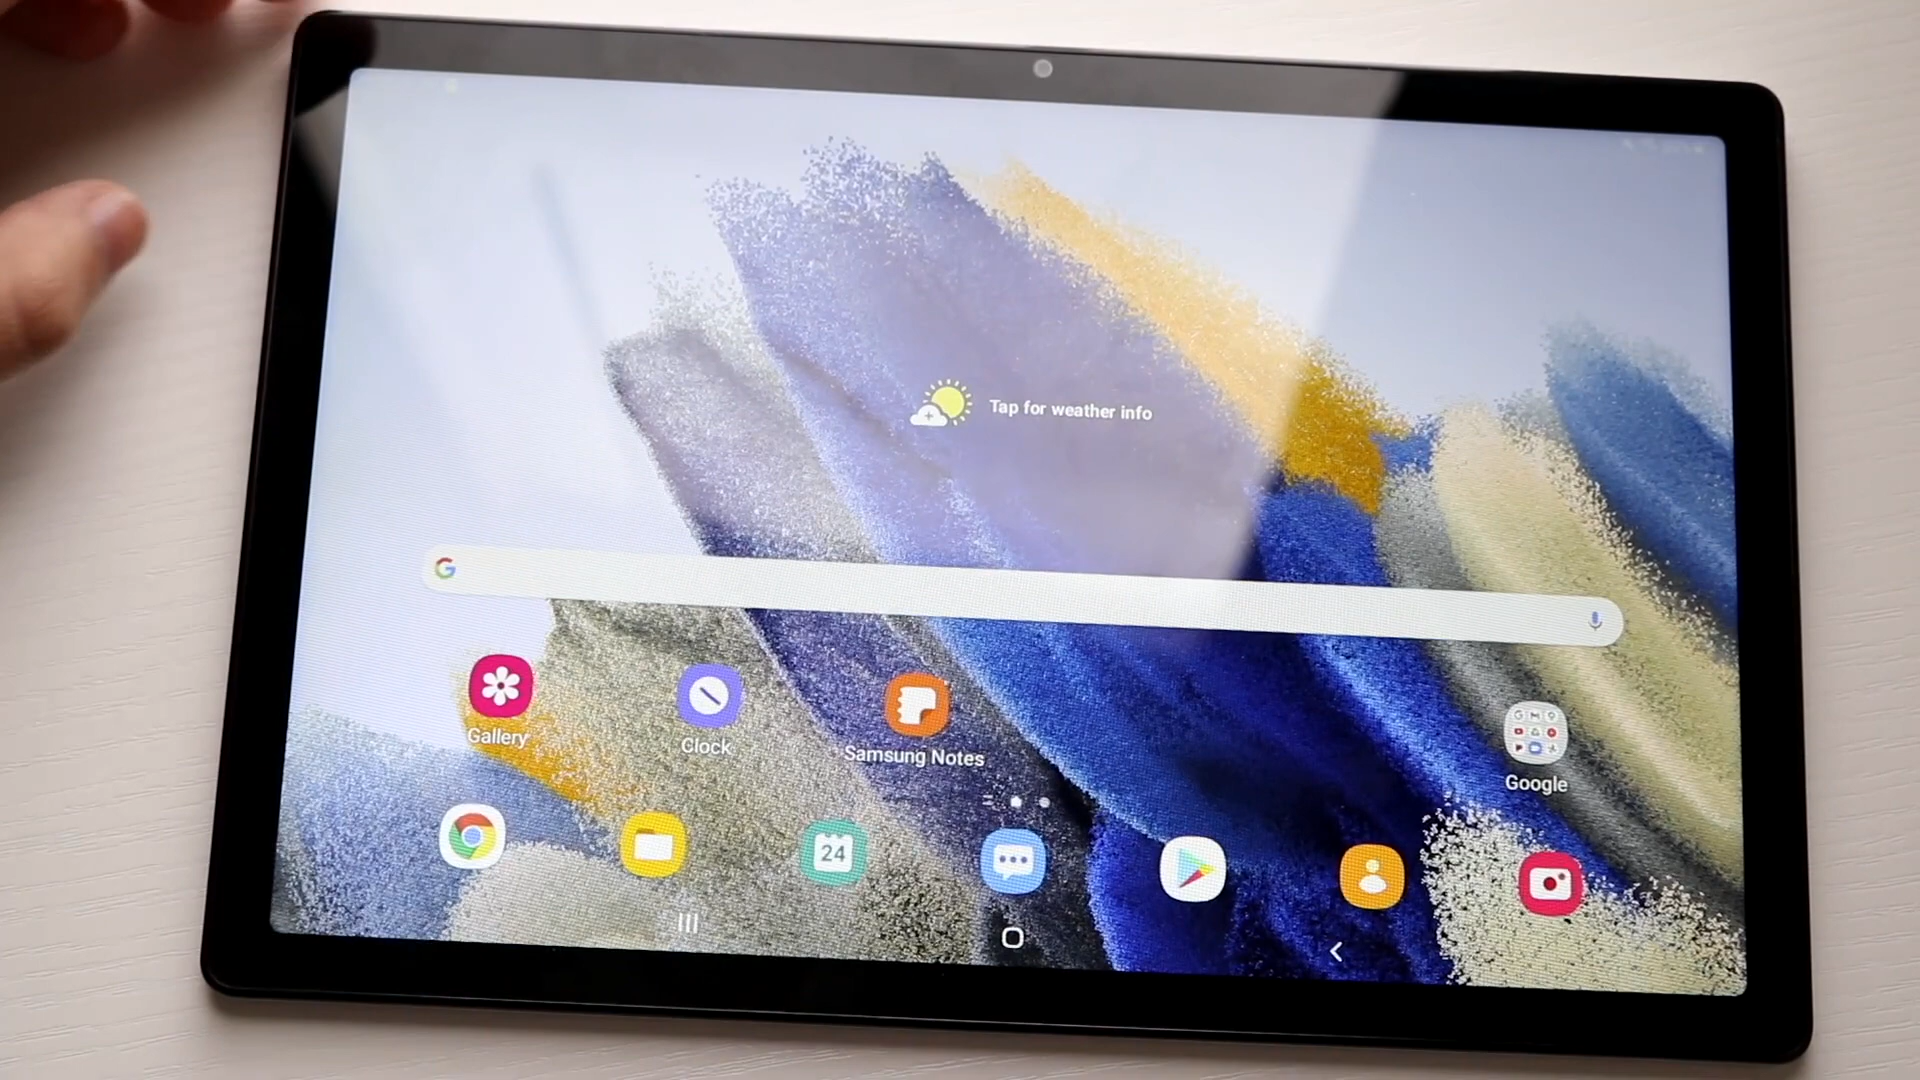 Tap for weather info
G
Gallery
Clock
Samsung Notes
Google
24